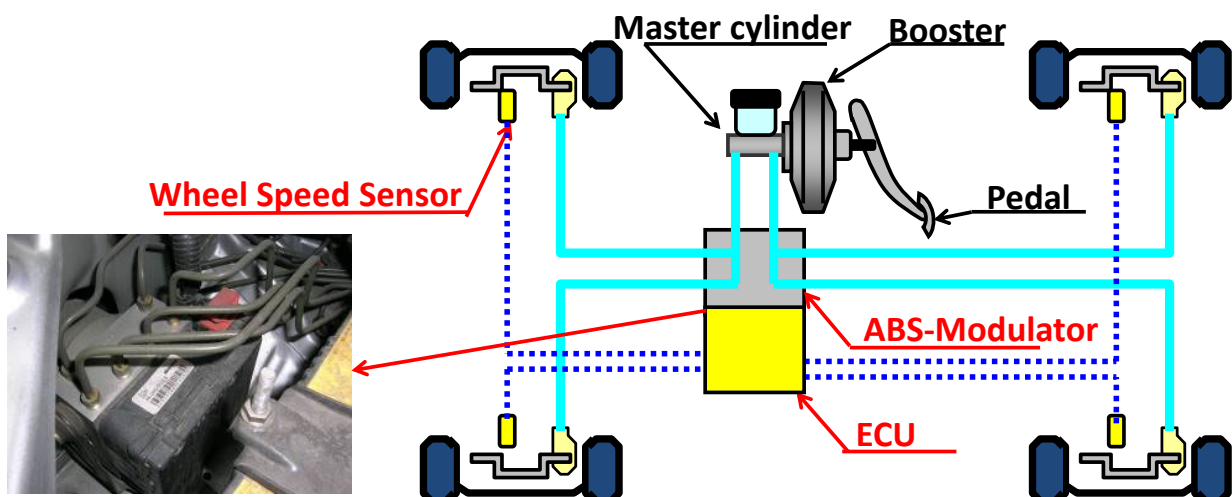 Master cylinder
Booster
Wheel Speed Sensor
Pedal
ABS-Modulator
ECU